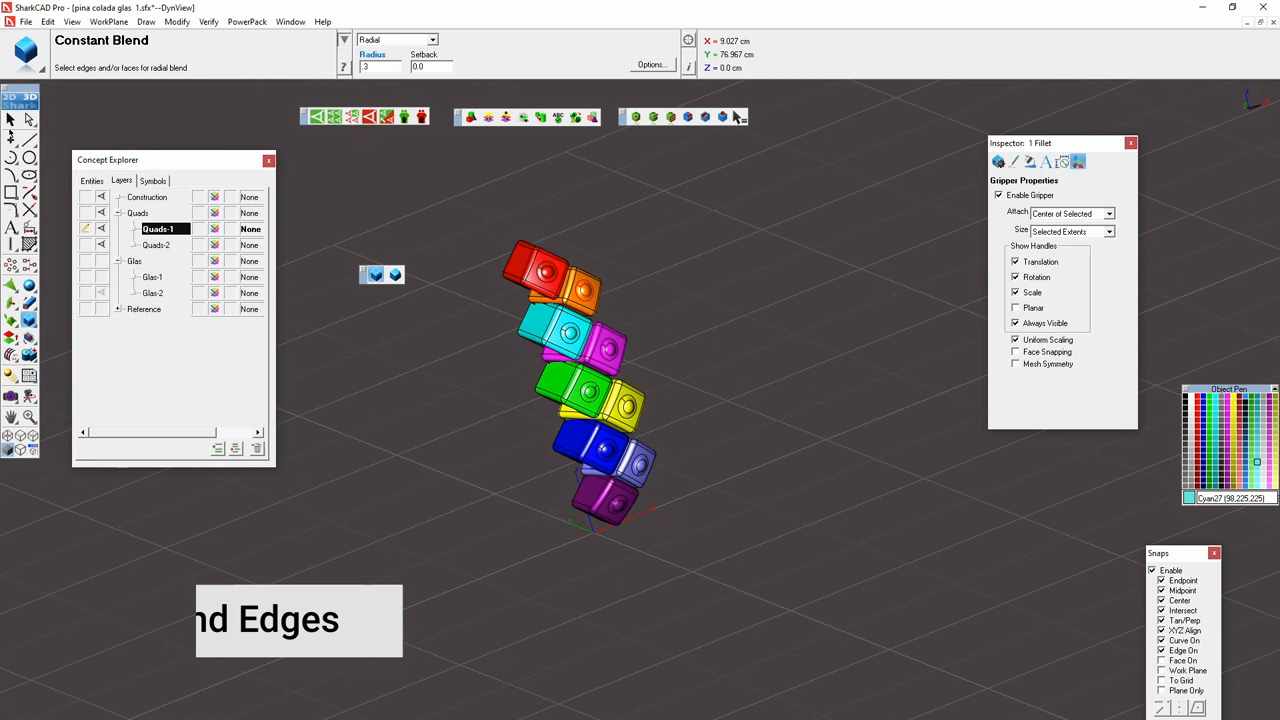 SharkCAD Pro - [pina colada glas 1.sfx*--DynView]
File Edit View WorkPlane Draw Modify Verify PowerPack Window Help
Constant Blend
Select edges and/or faces for radial blend
Radial
Radius Setback
.3 0.0
Options...
X = 9.027 cm
Y = 76.967 cm
Z = 0.0 cm
2D 3D
Shark
Concept Explorer
Entities Layers Symbols
Construction None
Quads None
Quads-1 None
Quads-2 None
Glas None
Glas-1 None
Glas-2 None
Reference None
Inspector: 1 Fillet
Gripper Properties
Enable Gripper
Attach Center of Selected
Size Selected Extents
Show Handles
Translation
Rotation
Scale
Planar
Always Visible
Uniform Scaling
Face Snapping
Mesh Symmetry
Object Pen
Cyan27 (98,225,225)
Snaps
Enable
Endpoint
Midpoint
Center
Intersect
Tan/Perp
XYZ Align
Curve On
Edge On
Face On
Work Plane
To Grid
Plane Only
nd Edges